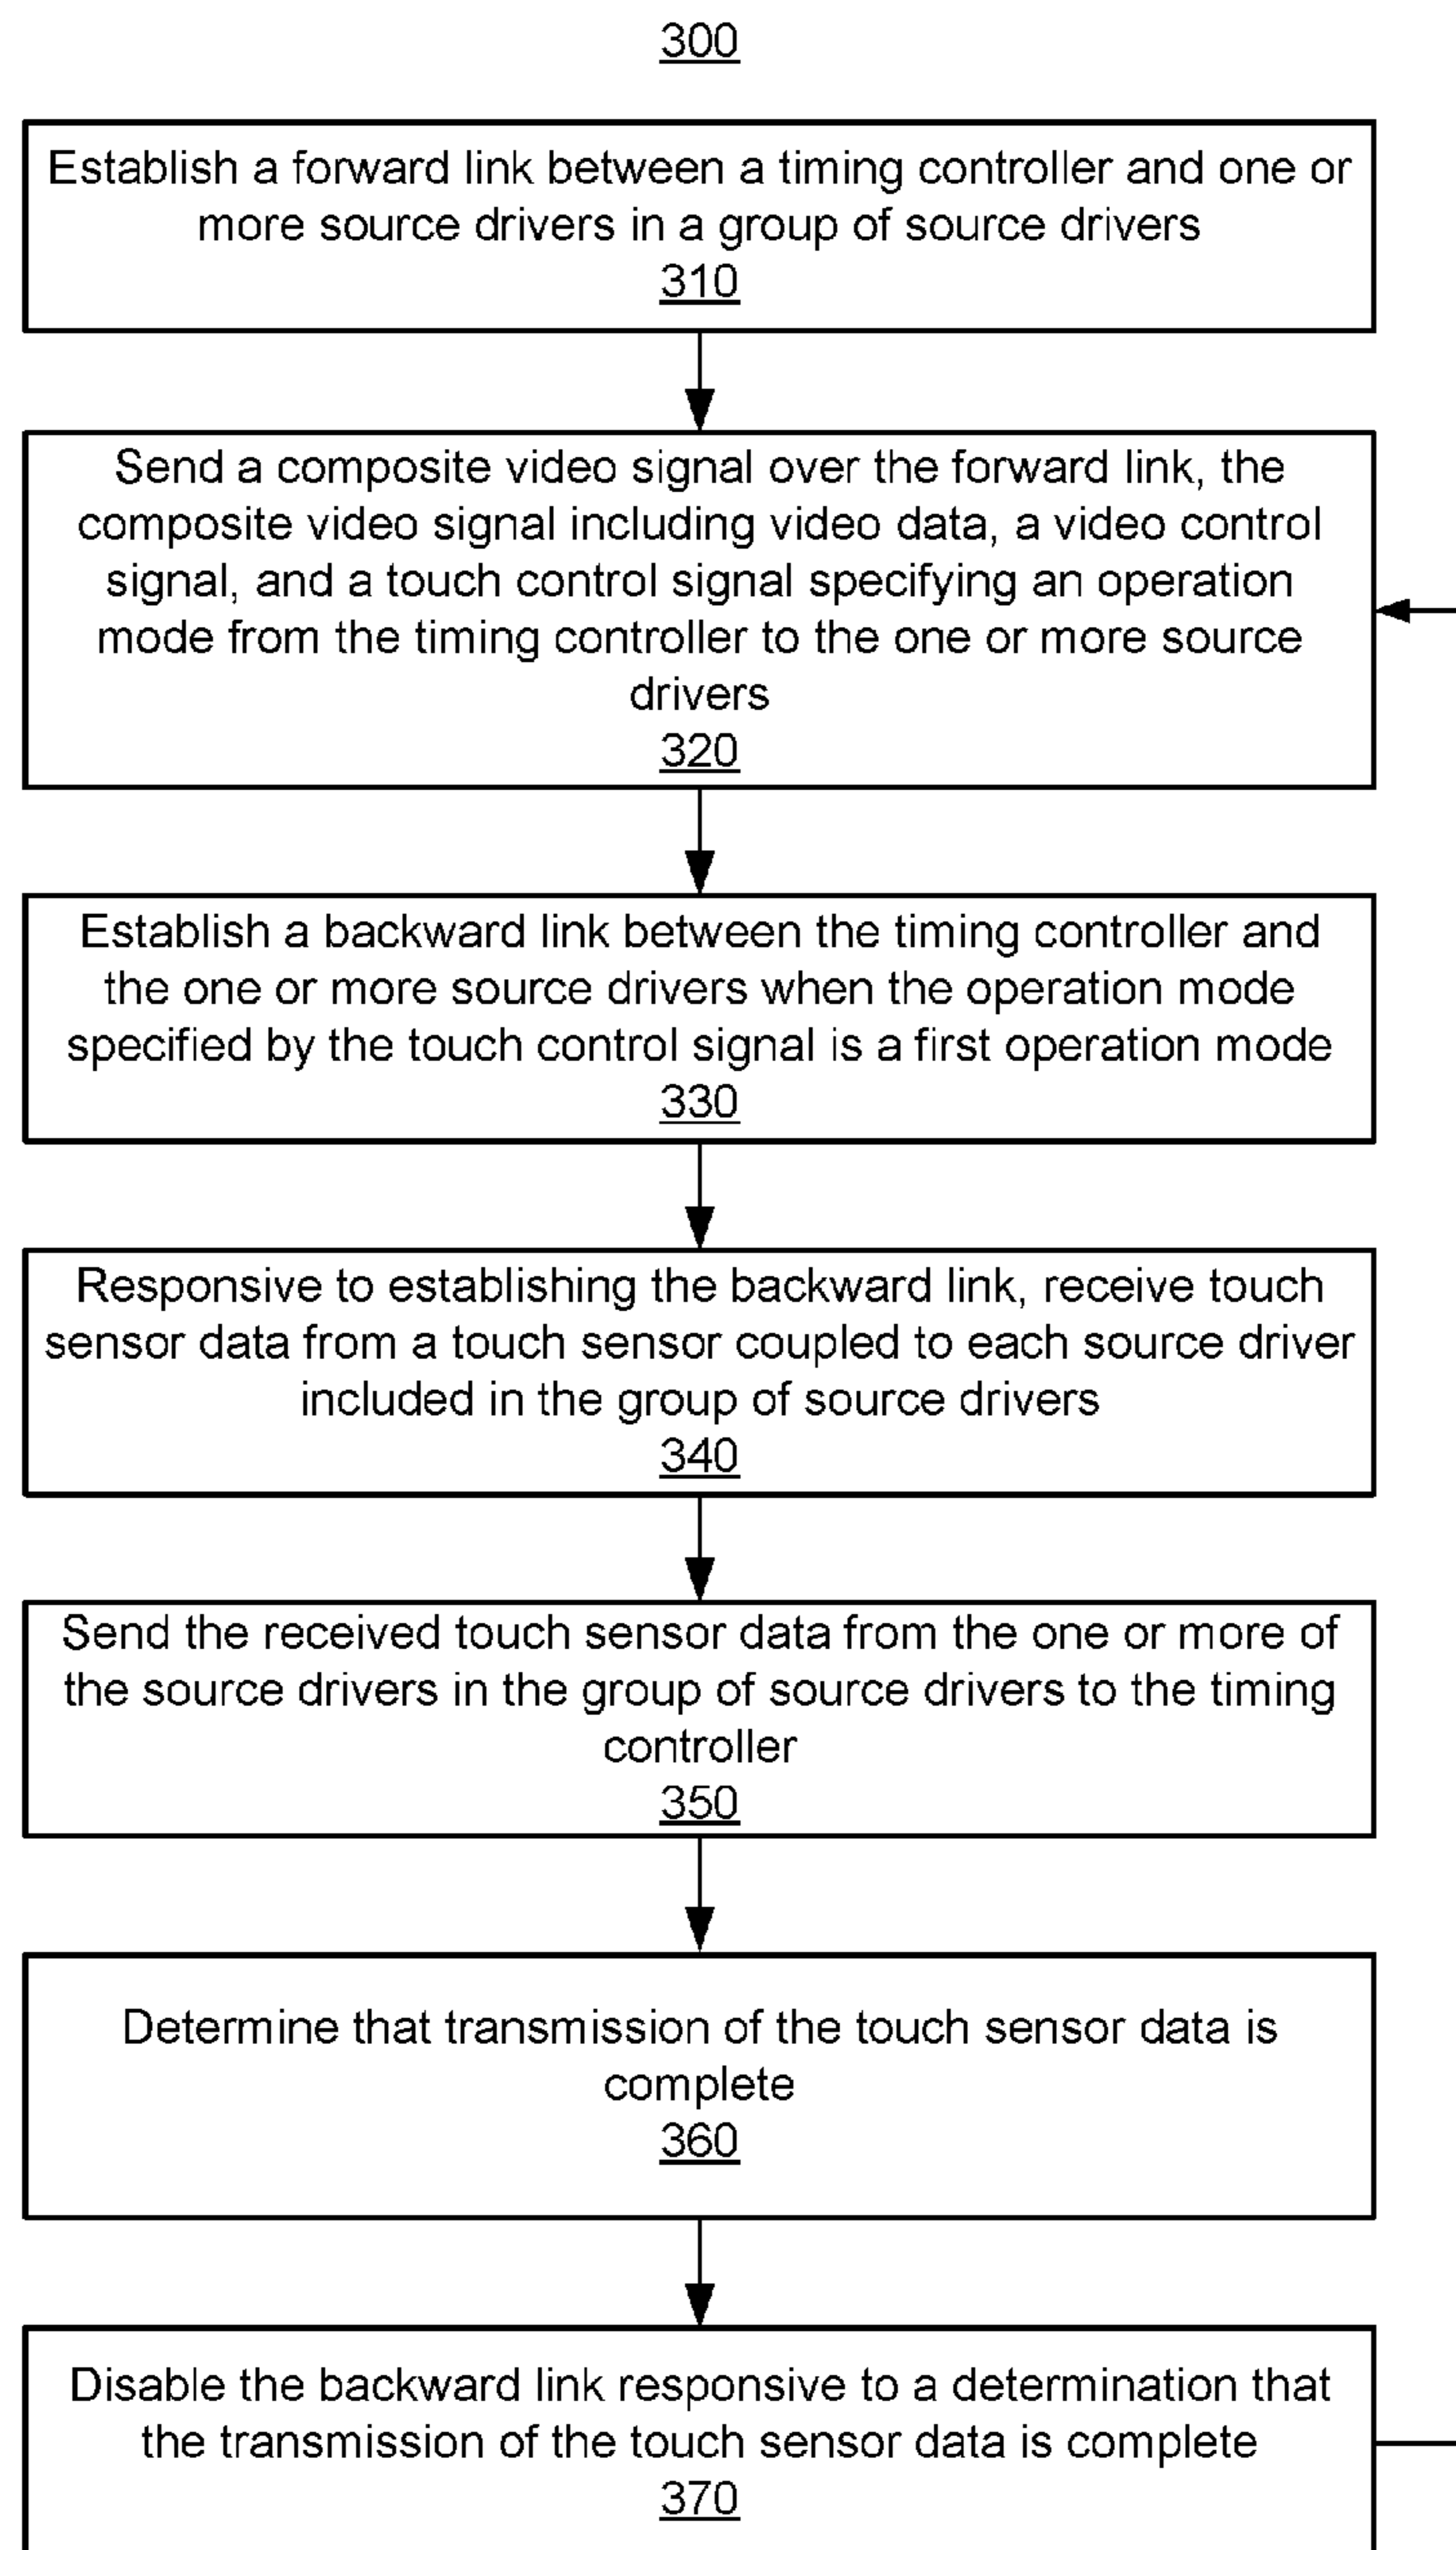 300
Establish a forward link between a timing controller and one or
more source drivers in a group of source drivers
310
Send a composite video signal over the forward link, the
composite video signal including video data, a video control
signal, and a touch control signal specifying an operation
mode from the timing controller to the one or more source
drivers
320
Establish a backward link between the timing controller and
the one or more source drivers when the operation mode
specified by the touch control signal is a first operation mode
330
Responsive to establishing the backward link, receive touch
sensor data from a touch sensor coupled to each source driver
included in the group of source drivers
340
Send the received touch sensor data from the one or more of
the source drivers in the group of source drivers to the timing
controller
350
Determine that transmission of the touch sensor data is
complete
360
Disable the backward link responsive to a determination that
the transmission of the touch sensor data is complete
370